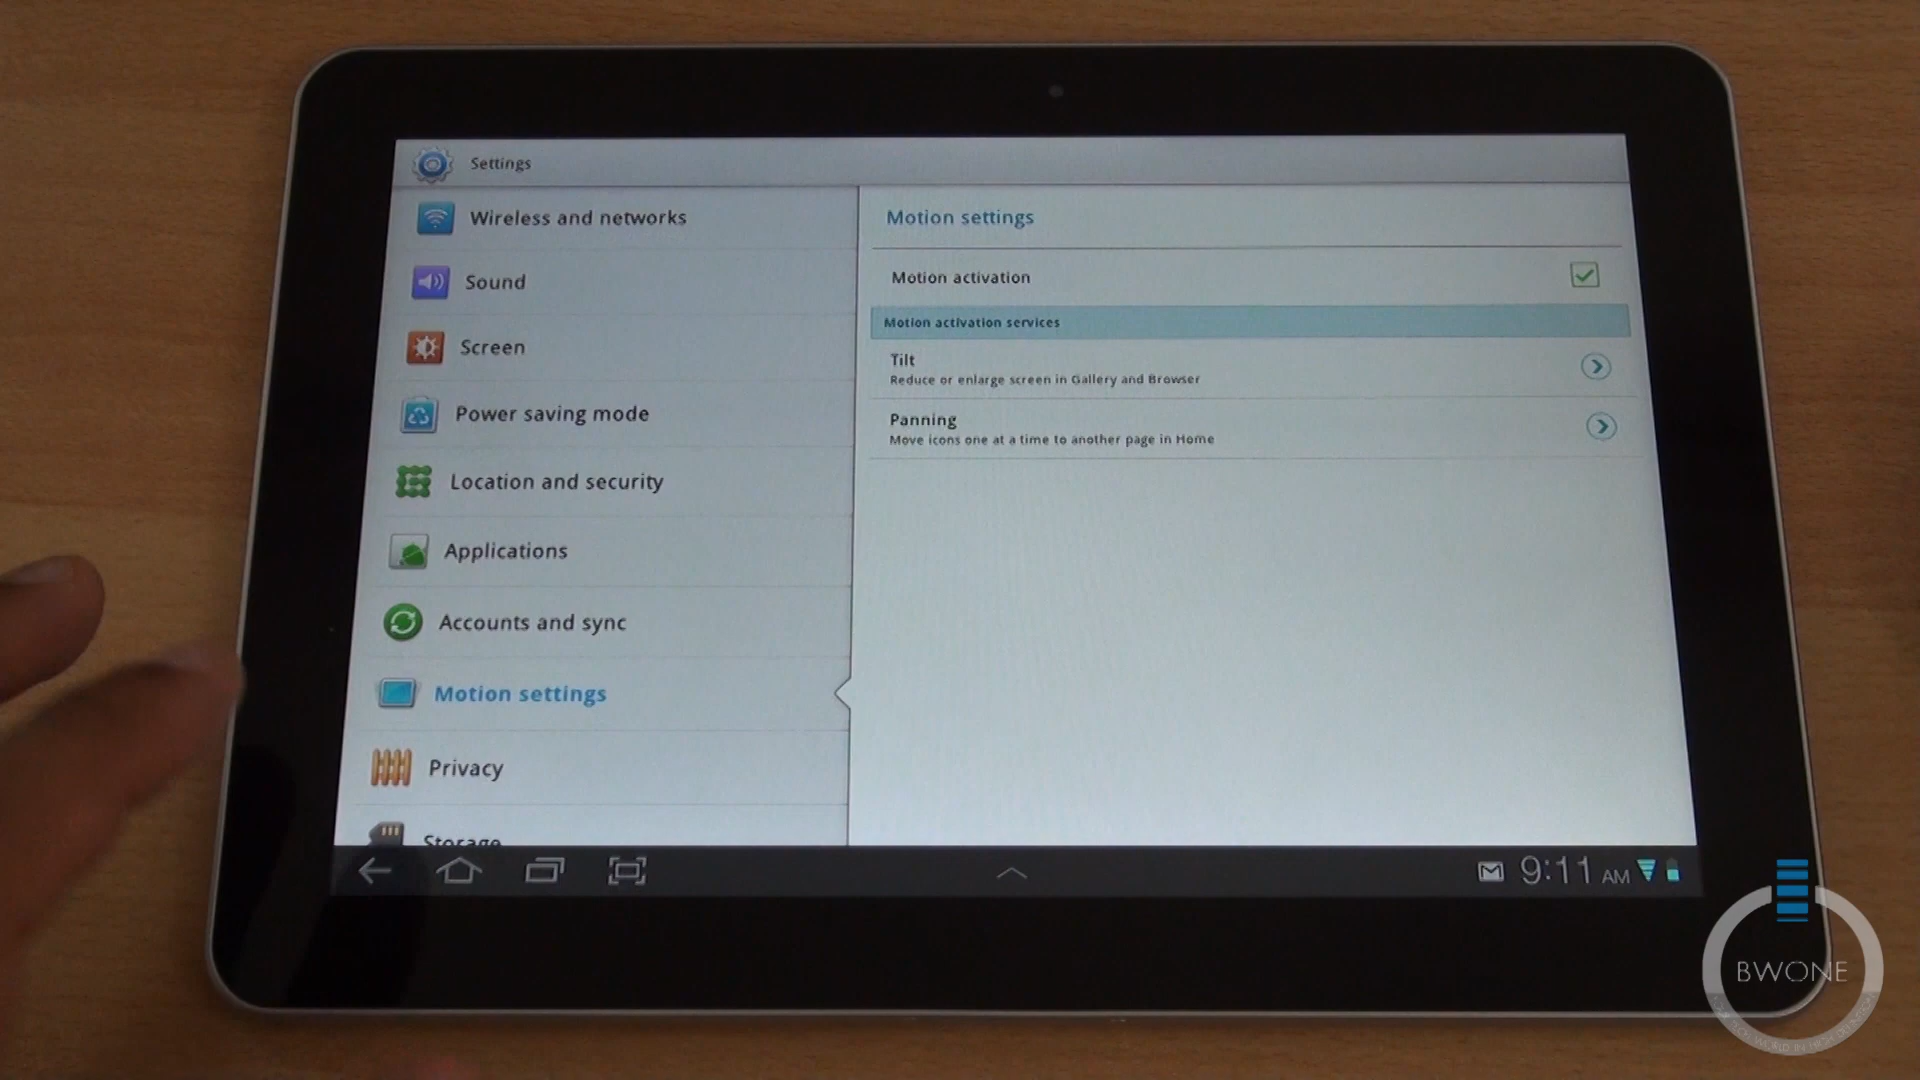 Settings
Wireless and networks
Sound
Screen
Power saving mode
Location and security
Applications
Accounts and sync
Motion settings
Privacy
Storage
Motion settings
Motion activation
Motion activation services
Tilt
Reduce or enlarge screen in Gallery and Browser
Panning
Move icons one at a time to another page in Home
9:11 AM
BWONE